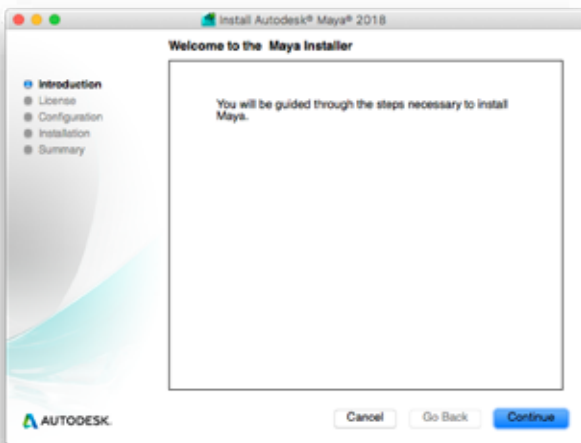 Install Autodesk® Maya® 2018
Welcome to the Maya Installer
Introduction
License
Configuration
Installation
Summary
You will be guided through the steps necessary to install
Maya.
AUTODESK.
Cancel
Go Back
Continue